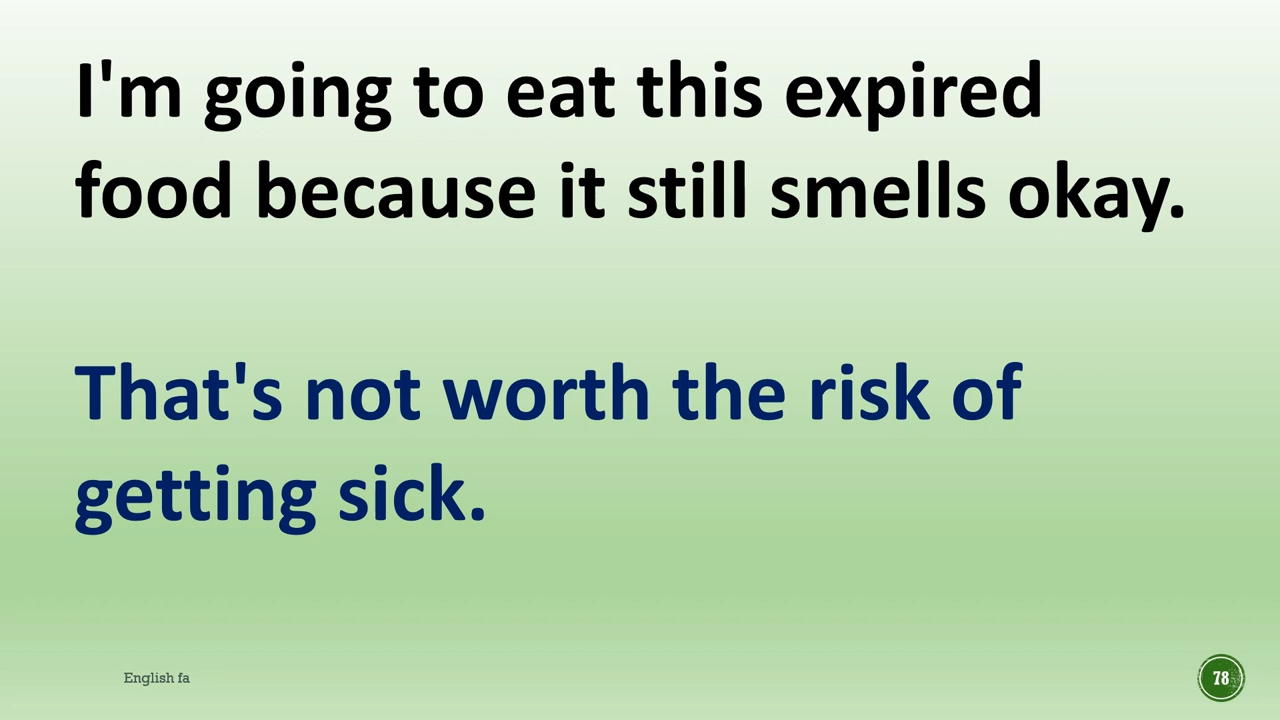 I'm going to eat this expired
food because it still smells okay.
That's not worth the risk of
getting sick.
English fa
78